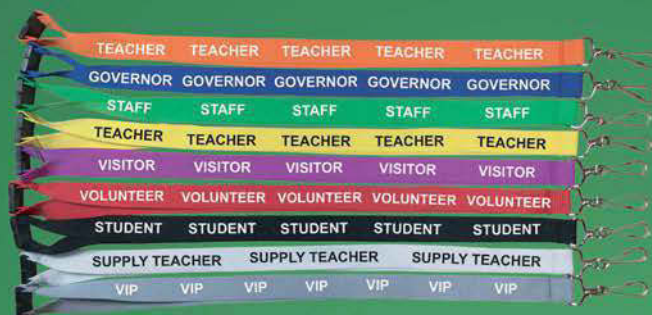 TEACHER TEACHER TEACHER TEACHER TEACHER
GOVERNOR GOVERNOR GOVERNOR GOVERNOR GOVERNOR
STAFF STAFF STAFF STAFF STAFF
TEACHER TEACHER TEACHER TEACHER TEACHER
VISITOR VISITOR VISITOR VISITOR VISITOR
VOLUNTEER VOLUNTEER VOLUNTEER VOLUNTEER VOLUNTEER
STUDENT STUDENT STUDENT STUDENT STUDENT
SUPPLY TEACHER SUPPLY TEACHER SUPPLY TEACHER
VIP VIP VIP VIP VIP VIP VIP